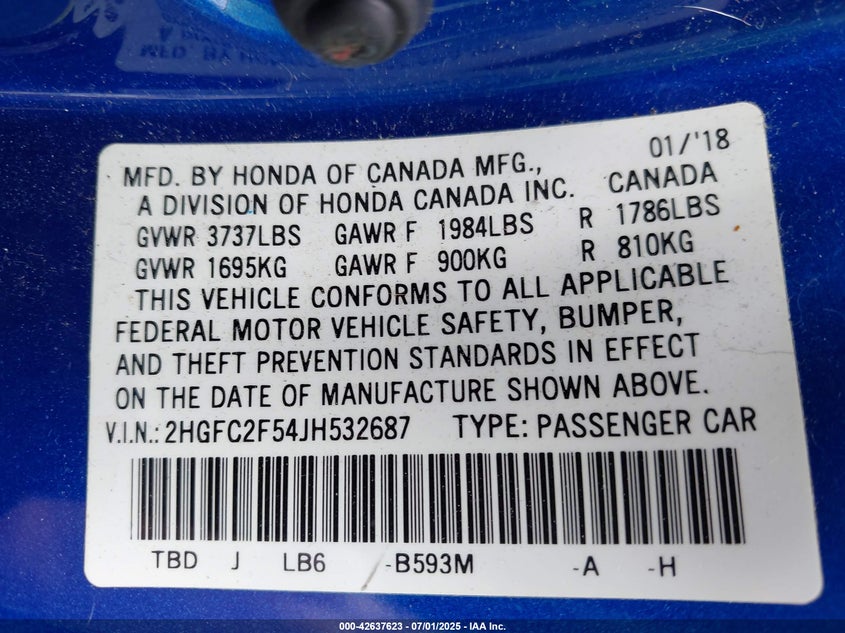 MFD. BY HONDA OF CANADA MFG., 01/'18
A DIVISION OF HONDA CANADA INC. CANADA
GVWR 3737LBS GAWR F 1984LBS R 1786LBS
GVWR 1695KG GAWR F 900KG R 810KG
THIS VEHICLE CONFORMS TO ALL APPLICABLE
FEDERAL MOTOR VEHICLE SAFETY, BUMPER,
AND THEFT PREVENTION STANDARDS IN EFFECT
ON THE DATE OF MANUFACTURE SHOWN ABOVE.
V.I.N.: 2HGFC2F54JH532687 TYPE: PASSENGER CAR
TBD J LB6 -B593M -A -H
000-42637623 - 07/01/2025 - IAA Inc.